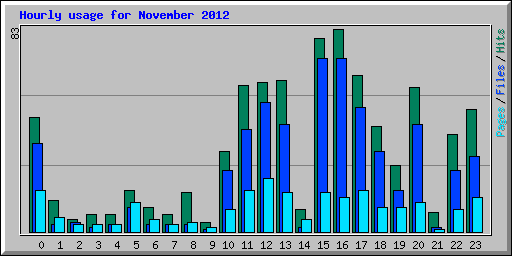 Hourly usage for November 2012
83
Pages/Files/Hits
0 1 2 3 4 5 6 7 8 9 10 11 12 13 14 15 16 17 18 19 20 21 22 23